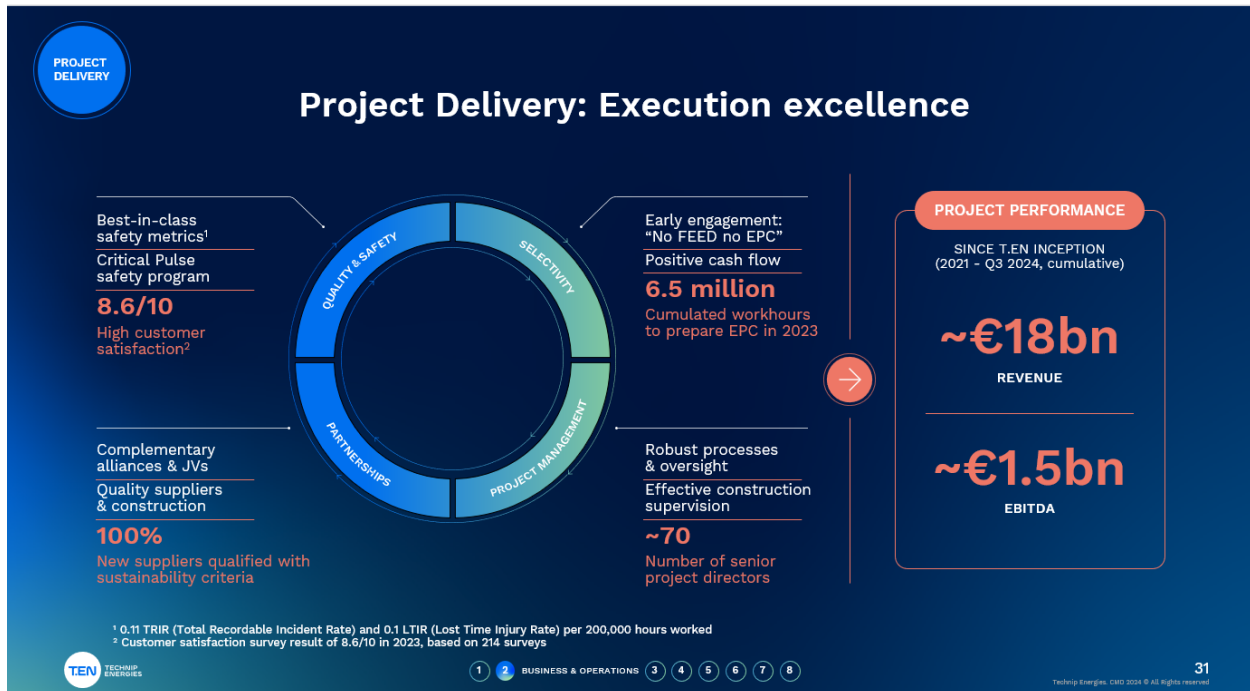 PROJECT
DELIVERY
Project Delivery: Execution excellence
Best-in-class
safety metrics¹
Critical Pulse
safety program
8.6/10
High customer
satisfaction²
QUALITY & SAFETY
SELECTIVITY
PARTNERSHIPS
PROJECT MANAGEMENT
Early engagement:
“No FEED no EPC”
Positive cash flow
6.5 million
Cumulated workhours
to prepare EPC in 2023
Complementary
alliances & JVs
Quality suppliers
& construction
100%
New suppliers qualified with
sustainability criteria
Robust processes
& oversight
Effective construction
supervision
~70
Number of senior
project directors
PROJECT PERFORMANCE
SINCE T.EN INCEPTION
(2021 - Q3 2024, cumulative)
~€18bn
REVENUE
~€1.5bn
EBITDA
¹ 0.11 TRIR (Total Recordable Incident Rate) and 0.1 LTIR (Lost Time Injury Rate) per 200,000 hours worked
² Customer satisfaction survey result of 8.6/10 in 2023, based on 214 surveys
T.EN TECHNIP
ENERGIES
1 2 BUSINESS & OPERATIONS 3 4 5 6 7 8
31
Technip Energies. CMD 2024 © All Rights reserved